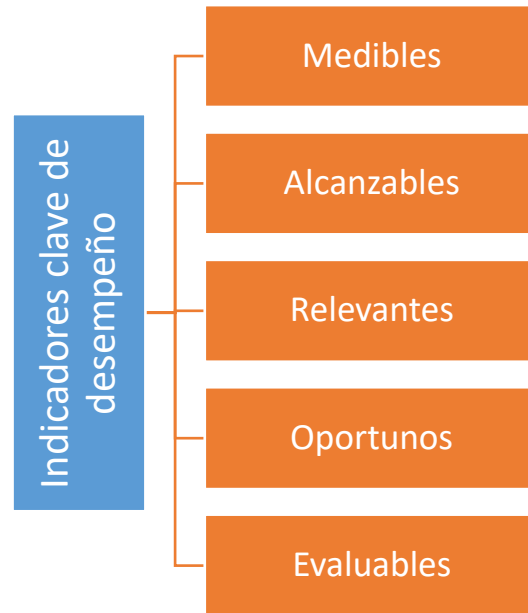 Indicadores clave de
desempeño
Medibles
Alcanzables
Relevantes
Oportunos
Evaluables